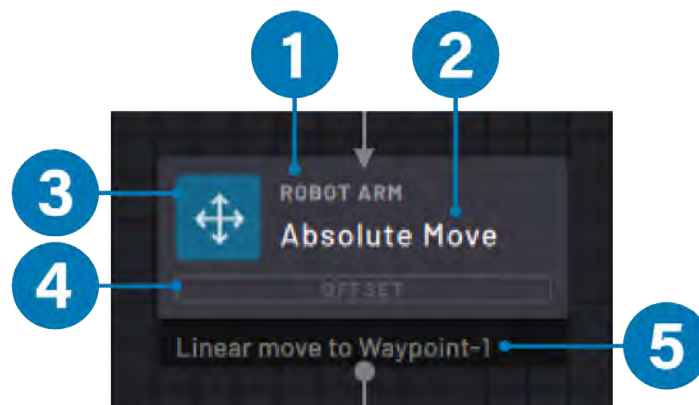 1
2
3
ROBOT ARM
Absolute Move
4
OFFSET
Linear move to Waypoint-1
5